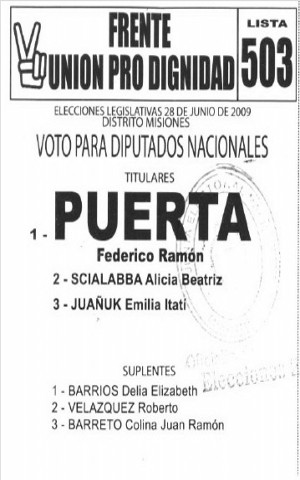 FRENTE
UNION PRO DIGNIDAD
LISTA
503
ELECCIONES LEGISLATIVAS 28 DE JUNIO DE 2009
DISTRITO MISIONES
VOTO PARA DIPUTADOS NACIONALES
TITULARES
1 - PUERTA
Federico Ramón
2 - SCIALABBA Alicia Beatriz
3 - JUAÑUK Emilia Itati
SUPLENTES
1 - BARRIOS Delia Elizabeth
2 - VELAZQUEZ Roberto
3 - BARRETO Colina Juan Ramón